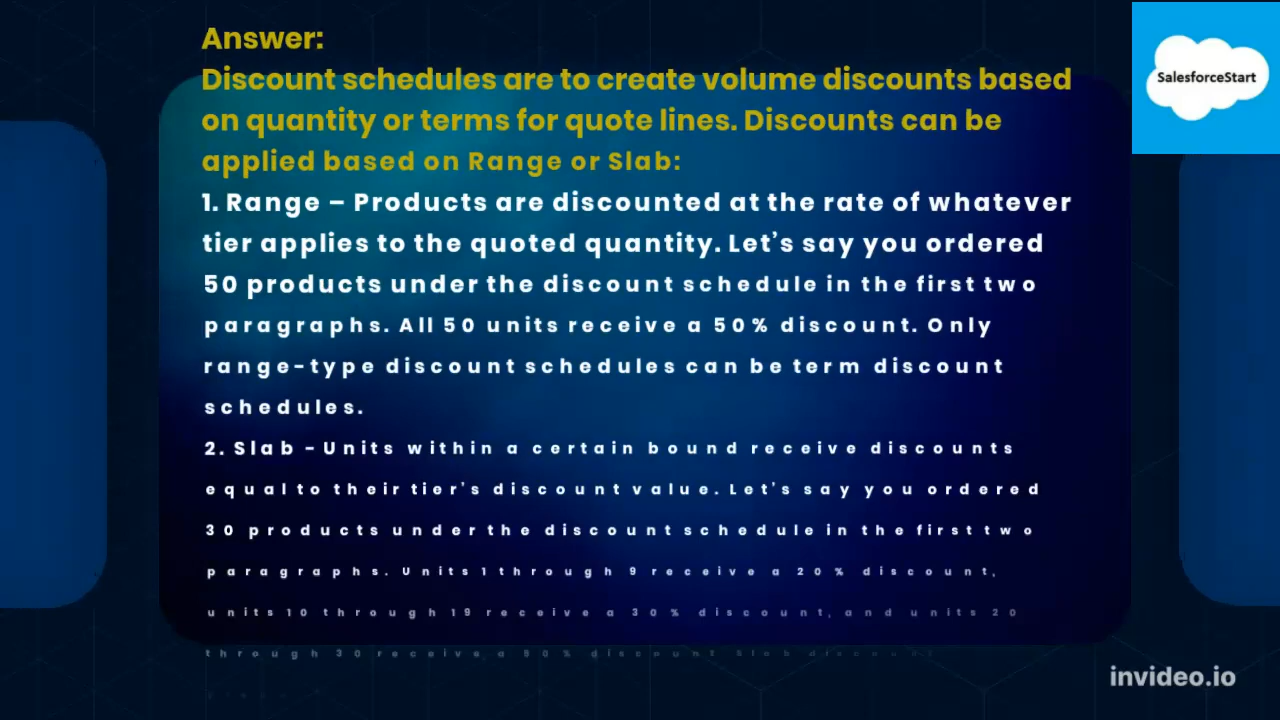 Answer:
SalesforceStart
Discount schedules are to create volume discounts based
on quantity or terms for quote lines. Discounts can be
applied based on Range or Slab:
1. Range – Products are discounted at the rate of whatever
tier applies to the quoted quantity. Let's say you ordered
50 products under the discount schedule in the first two
paragraphs. All 50 units receive a 50% discount. Only
range-type discount schedules can be term discount
schedules.
2. Slab - Units within a certain bound receive discounts
equal to their tier's discount value. Let's say you ordered
30 products under the discount schedule in the first two
paragraphs. Units 1 through 9 receive a 20% discount,
units 10 through 19 receive a 30% discount, and units 20
through 30 receive a discount Slab
invideo.io